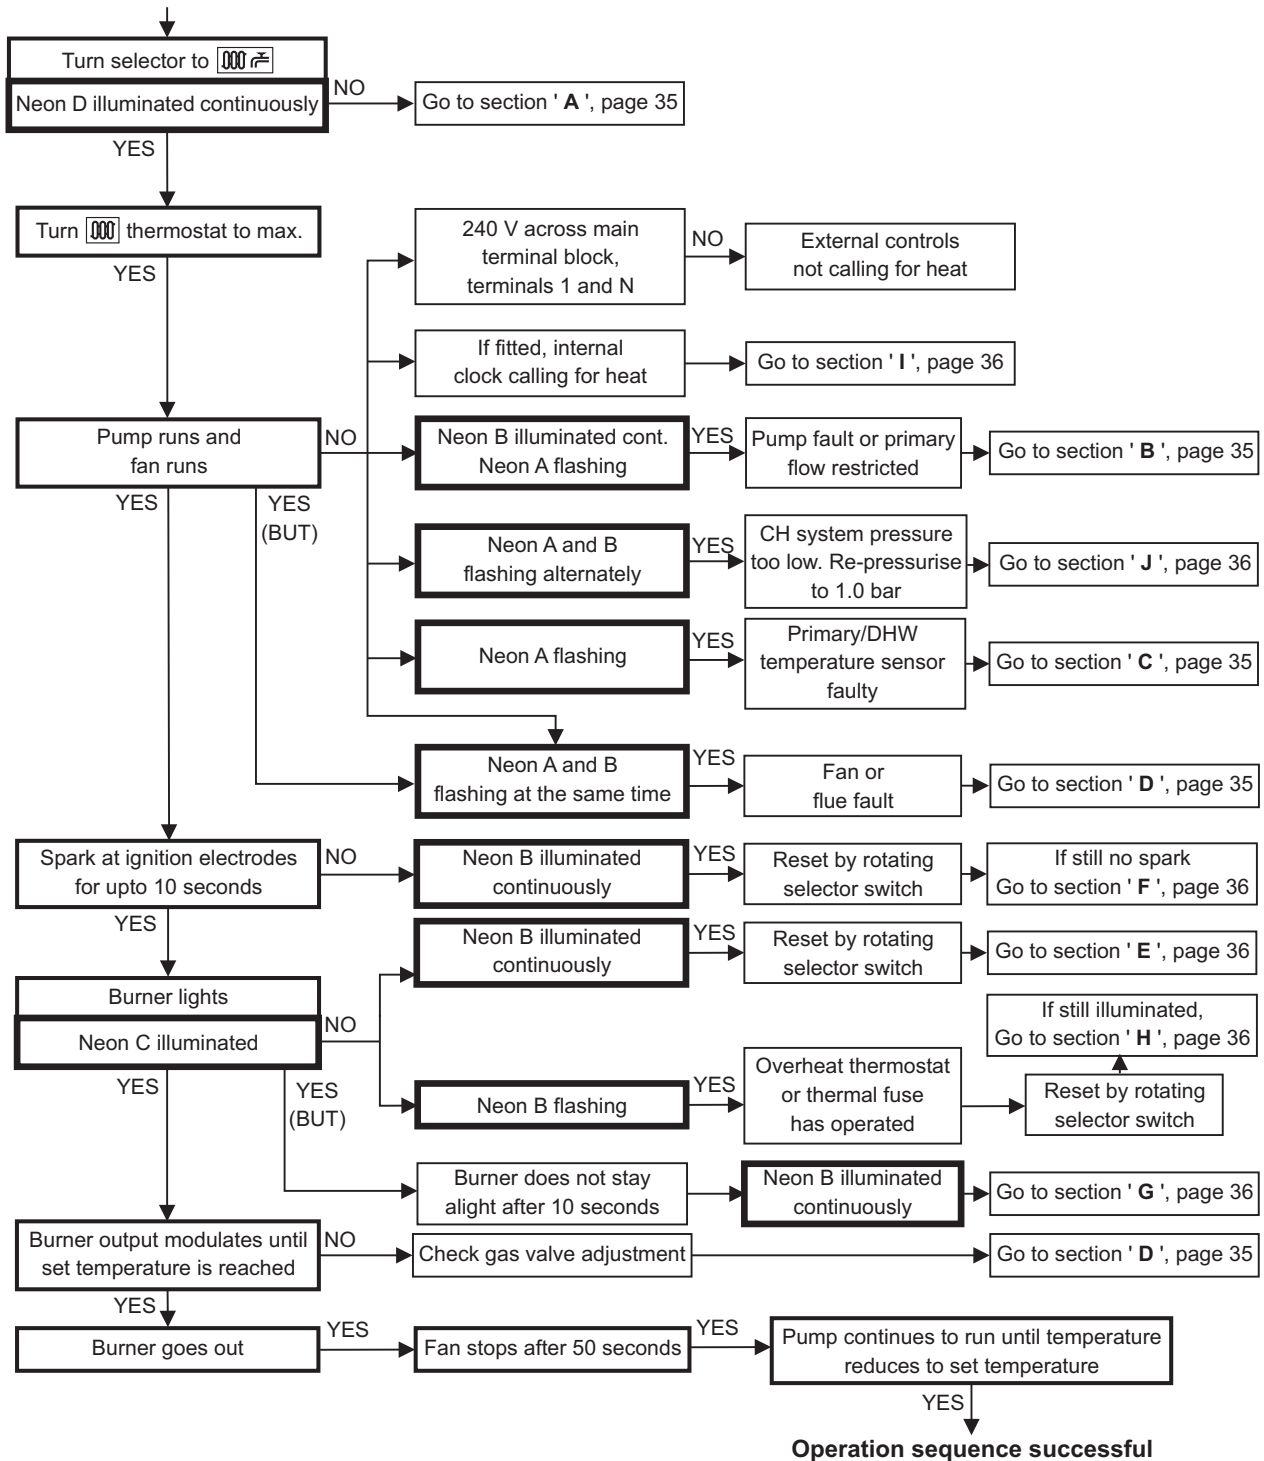 Turn selector to
Neon D illuminated continuously
NO
Go to section ' A ', page 35
YES
Turn thermostat to max.
YES
240 V across main
terminal block,
terminals 1 and N
NO
External controls
not calling for heat
If fitted, internal
clock calling for heat
Go to section ' I ', page 36
Pump runs and
fan runs
NO
YES
YES
(BUT)
Neon B illuminated cont.
Neon A flashing
YES
Pump fault or primary
flow restricted
Go to section ' B ', page 35
Neon A and B
flashing alternately
YES
CH system pressure
too low. Re-pressurise
to 1.0 bar
Go to section ' J ', page 36
Neon A flashing
YES
Primary/DHW
temperature sensor
faulty
Go to section ' C ', page 35
Neon A and B
flashing at the same time
YES
Fan or
flue fault
Go to section ' D ', page 35
Spark at ignition electrodes
for upto 10 seconds
NO
YES
Neon B illuminated
continuously
YES
Reset by rotating
selector switch
If still no spark
Go to section ' F ', page 36
Neon B illuminated
continuously
YES
Reset by rotating
selector switch
Go to section ' E ', page 36
Burner lights
Neon C illuminated
NO
YES
YES
(BUT)
Neon B flashing
YES
Overheat thermostat
or thermal fuse
has operated
Reset by rotating
selector switch
If still illuminated,
Go to section ' H ', page 36
Burner does not stay
alight after 10 seconds
Neon B illuminated
continuously
Go to section ' G ', page 36
Burner output modulates until
set temperature is reached
NO
Check gas valve adjustment
Go to section ' D ', page 35
YES
Burner goes out
YES
Fan stops after 50 seconds
YES
Pump continues to run until temperature
reduces to set temperature
YES
Operation sequence successful